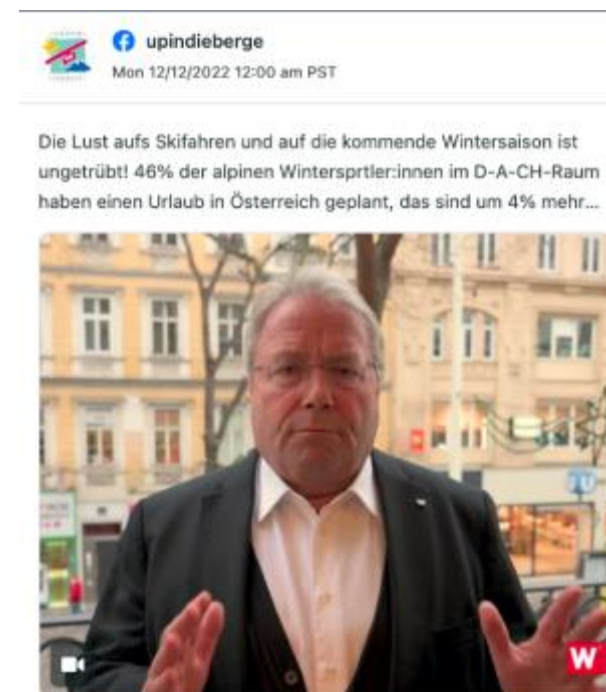 upindieberge
Mon 12/12/2022 12:00 am PST
Die Lust aufs Skifahren und auf die kommende Wintersaison ist
ungetrübt! 46% der alpinen Wintersprtler:innen im D-A-CH-Raum
haben einen Urlaub in Österreich geplant, das sind um 4% mehr...
W